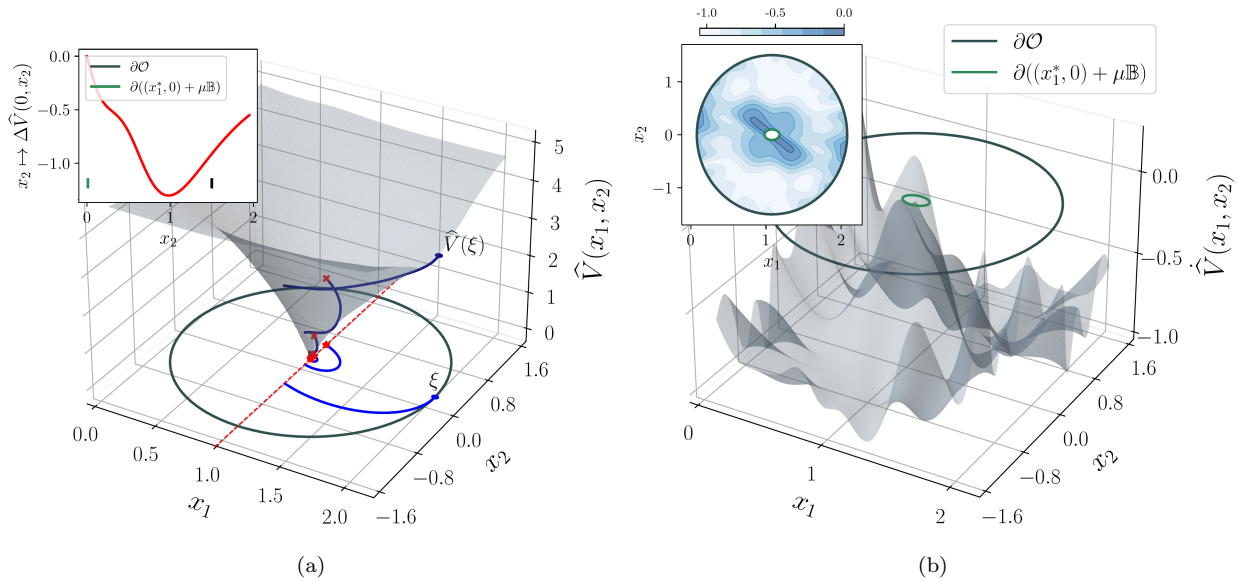 0.0
−0.5
−1.0
x₂ ↦ ΔV̂(0, x₂)
∂𝒪
∂((x₁*, 0) + μ𝔹)
0
1
2
x₂
5
4
3
2
1
0
V̂(x₁, x₂)
V̂(ξ)
ξ
0.0
0.5
1.0
1.5
2.0
x₁
−1.6
−0.8
0.0
0.8
1.6
x₂
(a)
-1.0
-0.5
0.0
1
0
−1
x₂
0
1
2
x₁
∂𝒪
∂((x₁*, 0) + μ𝔹)
0.0
−0.5
−1.0
V̂̇(x₁, x₂)
0
1
2
x₁
−1.6
−0.8
0.0
0.8
1.6
x₂
(b)